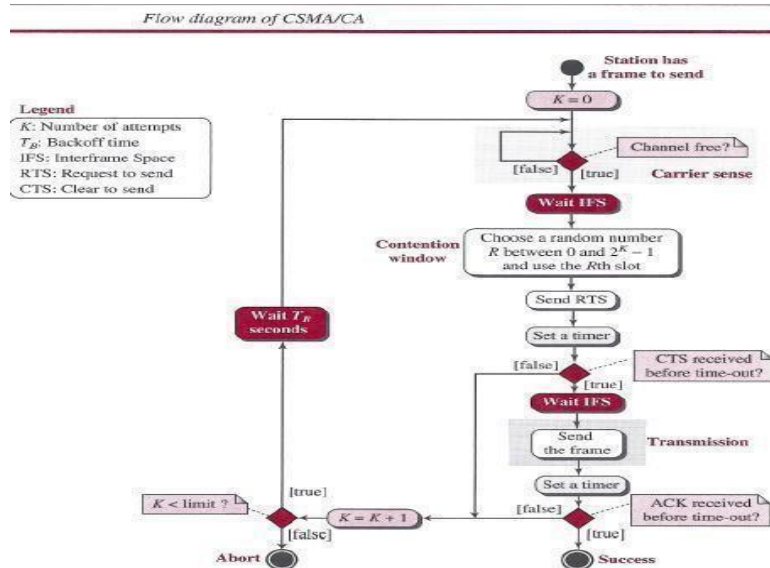 Flow diagram of CSMA/CA
Legend
K: Number of attempts
T_B: Backoff time
IFS: Interframe Space
RTS: Request to send
CTS: Clear to send
Station has
a frame to send
K = 0
Channel free?
[false]
[true]
Carrier sense
Wait IFS
Contention
window
Choose a random number
R between 0 and 2^K − 1
and use the Rth slot
Send RTS
Wait T_B
seconds
Set a timer
[false]
CTS received
before time-out?
[true]
Wait IFS
Send
the frame
Transmission
Set a timer
[true]
K < limit ?
K = K + 1
[false]
ACK received
before time-out?
[false]
[true]
Abort
Success